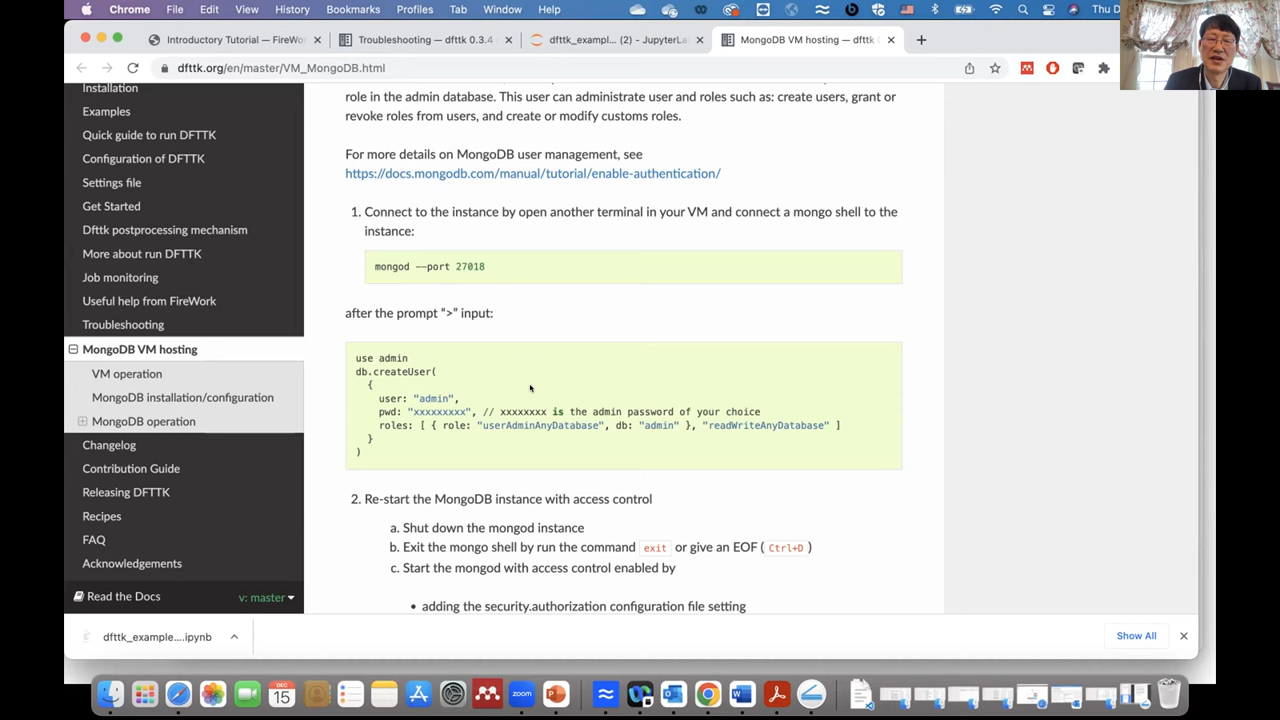 Chrome File Edit View History Bookmarks Profiles Tab Window Help Thu D
Introductory Tutorial — FireWo
Troubleshooting — dfttk 0.3.4
dfttk_exampl... (2) - JupyterLa
MongoDB VM hosting — dfttk
dfttk.org/en/master/VM_MongoDB.html
Installation
Examples
Quick guide to run DFTTK
Configuration of DFTTK
Settings file
Get Started
Dfttk postprocessing mechanism
More about run DFTTK
Job monitoring
Useful help from FireWork
Troubleshooting
MongoDB VM hosting
VM operation
MongoDB installation/configuration
MongoDB operation
Changelog
Contribution Guide
Releasing DFTTK
Recipes
FAQ
Acknowledgements
Read the Docs v: master
role in the admin database. This user can administrate user and roles such as: create users, grant or
revoke roles from users, and create or modify customs roles.
For more details on MongoDB user management, see
https://docs.mongodb.com/manual/tutorial/enable-authentication/
1. Connect to the instance by open another terminal in your VM and connect a mongo shell to the
instance:
mongod --port 27018
after the prompt “>” input:
use admin
db.createUser(
{
user: "admin",
pwd: "xxxxxxxxx", // xxxxxxxx is the admin password of your choice
roles: [ { role: "userAdminAnyDatabase", db: "admin" }, "readWriteAnyDatabase" ]
}
)
2. Re-start the MongoDB instance with access control
a. Shut down the mongod instance
b. Exit the mongo shell by run the command exit or give an EOF ( Ctrl+D )
c. Start the mongod with access control enabled by
• adding the security.authorization configuration file setting
dfttk_example....ipynb
Show All
DEC
15
zoom